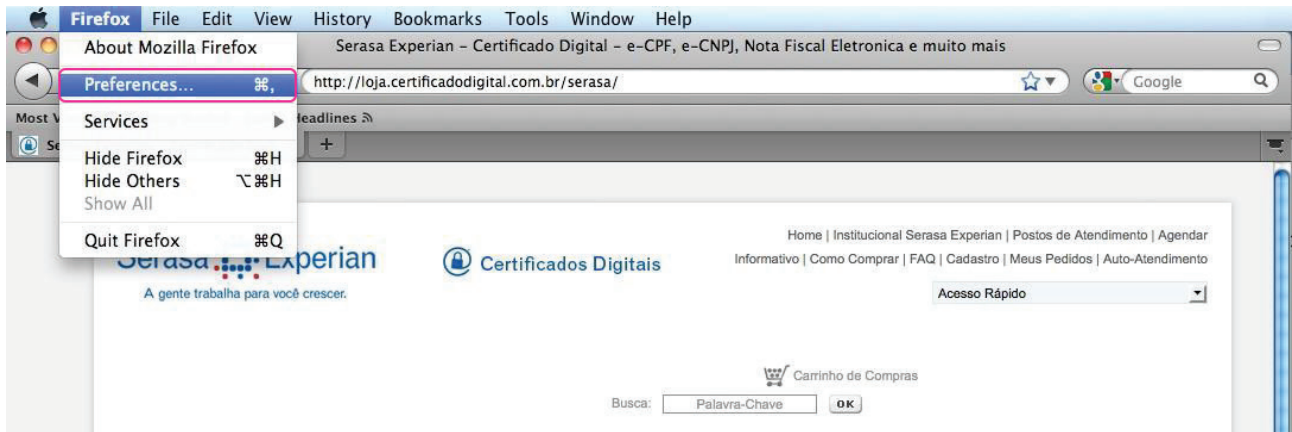 Firefox File Edit View History Bookmarks Tools Window Help
About Mozilla Firefox
Serasa Experian – Certificado Digital – e-CPF, e-CNPJ, Nota Fiscal Eletronica e muito mais
Preferences... ⌘,
http://loja.certificadodigital.com.br/serasa/
Google
Most
Services
Headlines
Hide Firefox ⌘H
Hide Others ⌥⌘H
Show All
Quit Firefox ⌘Q
Serasa Experian
A gente trabalha para você crescer.
Certificados Digitais
Home | Institucional Serasa Experian | Postos de Atendimento | Agendar
Informativo | Como Comprar | FAQ | Cadastro | Meus Pedidos | Auto-Atendimento
Acesso Rápido
Carrinho de Compras
Busca: Palavra-Chave OK